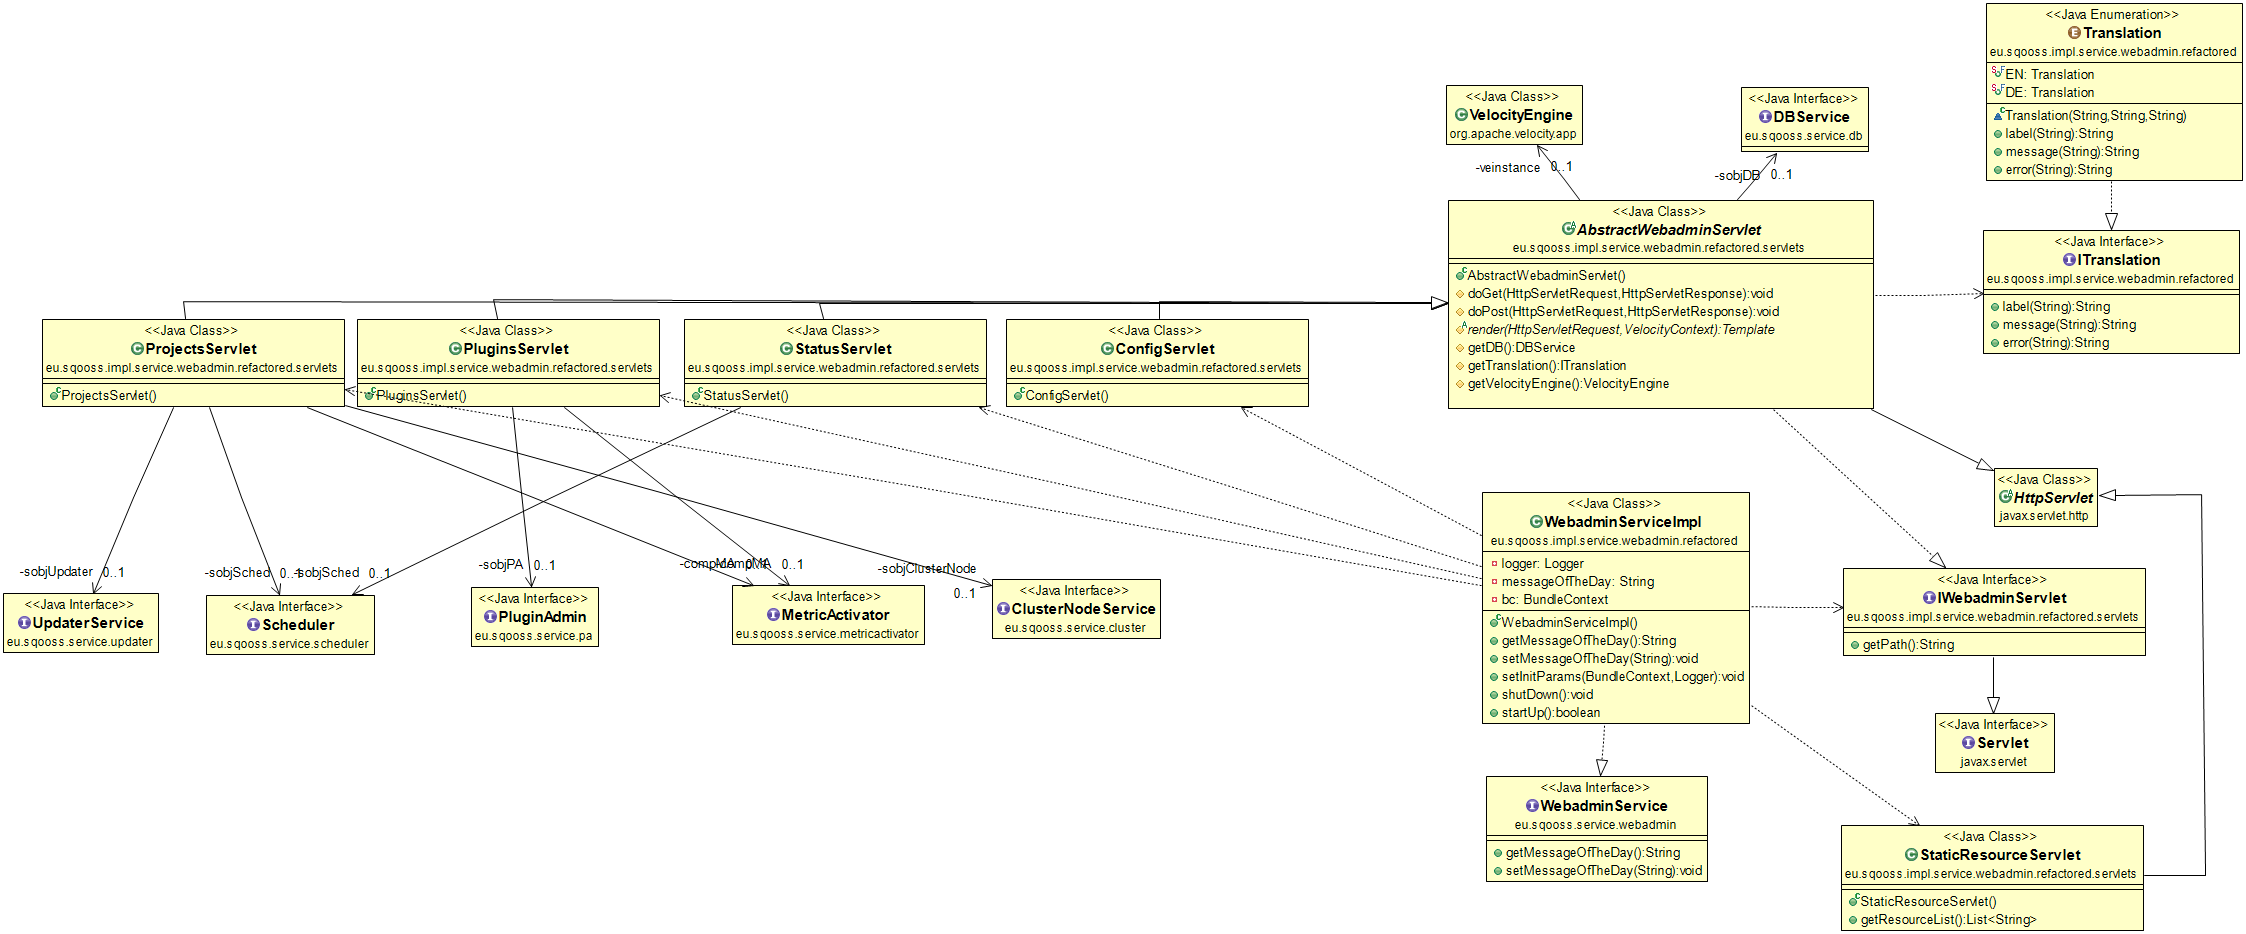 <<Java Enumeration>>
Translation
eu.sqooss.impl.service.webadmin.refactored
EN: Translation
DE: Translation
Translation(String,String,String)
label(String):String
message(String):String
error(String):String
<<Java Class>>
VelocityEngine
org.apache.velocity.app
<<Java Interface>>
DBService
eu.sqooss.service.db
-veinstance 0..1
-sobjDB 0..1
<<Java Class>>
AbstractWebadminServlet
eu.sqooss.impl.service.webadmin.refactored.servlets
AbstractWebadminServlet()
doGet(HttpServletRequest,HttpServletResponse):void
doPost(HttpServletRequest,HttpServletResponse):void
render(HttpServletRequest,VelocityContext):Template
getDB():DBService
getTranslation():ITranslation
getVelocityEngine():VelocityEngine
<<Java Interface>>
ITranslation
eu.sqooss.impl.service.webadmin.refactored
label(String):String
message(String):String
error(String):String
<<Java Class>>
ProjectsServlet
eu.sqooss.impl.service.webadmin.refactored.servlets
ProjectsServlet()
<<Java Class>>
PluginsServlet
eu.sqooss.impl.service.webadmin.refactored.servlets
PluginsServlet()
<<Java Class>>
StatusServlet
eu.sqooss.impl.service.webadmin.refactored.servlets
StatusServlet()
<<Java Class>>
ConfigServlet
eu.sqooss.impl.service.webadmin.refactored.servlets
ConfigServlet()
<<Java Class>>
HttpServlet
javax.servlet.http
<<Java Class>>
WebadminServiceImpl
eu.sqooss.impl.service.webadmin.refactored
logger: Logger
messageOfTheDay: String
bc: BundleContext
WebadminServiceImpl()
getMessageOfTheDay():String
setMessageOfTheDay(String):void
setInitParams(BundleContext,Logger):void
shutDown():void
startUp():boolean
-sobjUpdater 0..1
-sobjSched 0..1
-sobjSched 0..1
-sobjPA 0..1
-compMA 0..1
-compMA 0..1
-sobjClusterNode
0..1
<<Java Interface>>
UpdaterService
eu.sqooss.service.updater
<<Java Interface>>
Scheduler
eu.sqooss.service.scheduler
<<Java Interface>>
PluginAdmin
eu.sqooss.service.pa
<<Java Interface>>
MetricActivator
eu.sqooss.service.metricactivator
<<Java Interface>>
ClusterNodeService
eu.sqooss.service.cluster
<<Java Interface>>
IWebadminServlet
eu.sqooss.impl.service.webadmin.refactored.servlets
getPath():String
<<Java Interface>>
Servlet
javax.servlet
<<Java Interface>>
WebadminService
eu.sqooss.service.webadmin
getMessageOfTheDay():String
setMessageOfTheDay(String):void
<<Java Class>>
StaticResourceServlet
eu.sqooss.impl.service.webadmin.refactored.servlets
StaticResourceServlet()
getResourceList():List<String>